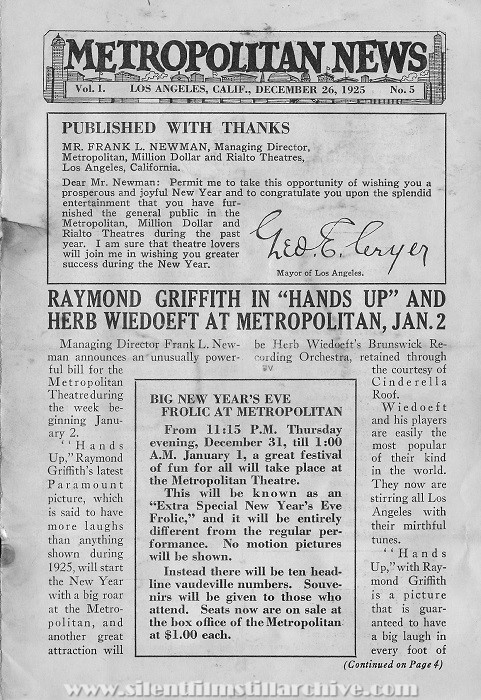 METROPOLITAN NEWS
Vol. I. LOS ANGELES, CALIF., DECEMBER 26, 1925 No. 5
PUBLISHED WITH THANKS
MR. FRANK L. NEWMAN, Managing Director,
Metropolitan, Million Dollar and Rialto Theatres,
Los Angeles, California.
Dear Mr. Newman: Permit me to take this opportunity of wishing you a
prosperous and joyful New Year and to congratulate you upon the splendid
entertainment that you have fur-
nished the general public in the
Metropolitan, Million Dollar and
Rialto Theatres during the past
year. I am sure that theatre lovers
will join me in wishing you greater
success during the New Year.
Geo. E. Cryer
Mayor of Los Angeles.
RAYMOND GRIFFITH IN "HANDS UP" AND
HERB WIEDOEFT AT METROPOLITAN, JAN. 2
Managing Director Frank L. New-
man announces an unusually power-
ful bill for the
Metropolitan
Theatre during
the week be-
ginning Janu-
ary 2.
''Hands
Up," Raymond
Griffith's latest
Paramount
picture, which
is said to have
more laughs
than anything
shown during
1925, will start
the New Year
with a big roar
at the Metro-
politan, and
another great
attraction will
be Herb Wiedoeft's Brunswick Re-
cording Orchestra, retained through
the courtesy of
Cinderella
Roof.
Wiedoeft
and his players
are easily the
most popular
of their kind
in the world.
They now are
stirring all Los
Angeles with
their mirthful
tunes.
''Hands
Up," with Ray-
mond Griffith
is a picture
that is guar-
anteed to have
a big laugh in
every foot of
(Continued on Page 4)
BIG NEW YEAR'S EVE
FROLIC AT METROPOLITAN
From 11:15 P.M. Thursday
evening, December 31, till 1:00
A.M. January 1, a great festival
of fun for all will take place at
the Metropolitan Theatre.
This will be known as an
"Extra Special New Year's Eve
Frolic," and it will be entirely
different from the regular per-
formance. No motion pictures
will be shown.
Instead there will be ten head-
line vaudeville numbers. Souve-
nirs will be given to those who
attend. Seats now are on sale at
the box office of the Metropolitan
at $1.00 each.
www.silentfilmstillarchive.com